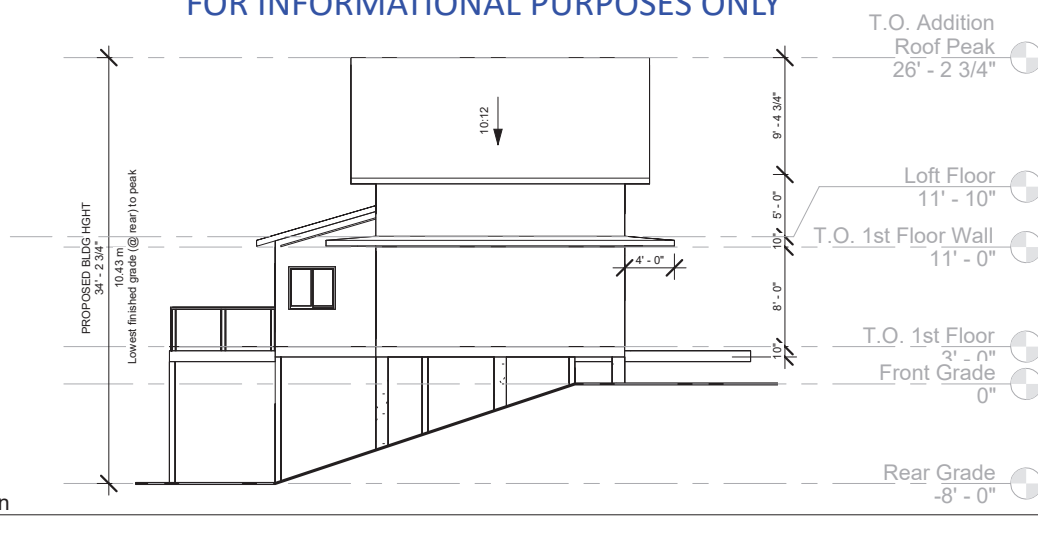 FOR INFORMATIONAL PURPOSES ONLY
T.O. Addition
Roof Peak
26' - 2 3/4"
10:12
9' - 4 3/4"
Loft Floor
11' - 10"
5' - 0"
10"
T.O. 1st Floor Wall
11' - 0"
4' - 0"
8' - 0"
PROPOSED BLDG HGHT
34' - 2 3/4"
10.43 m
Lowest finished grade (@ rear) to peak
T.O. 1st Floor
3' - 0"
10"
Front Grade
0"
Rear Grade
-8' - 0"
n